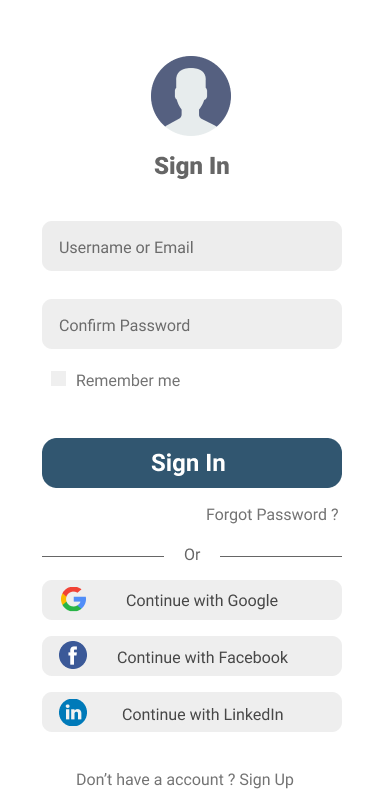 Sign In
Username or Email
Confirm Password
Remember me
Sign In
Forgot Password ?
Or
Continue with Google
Continue with Facebook
Continue with LinkedIn
Don’t have a account ? Sign Up